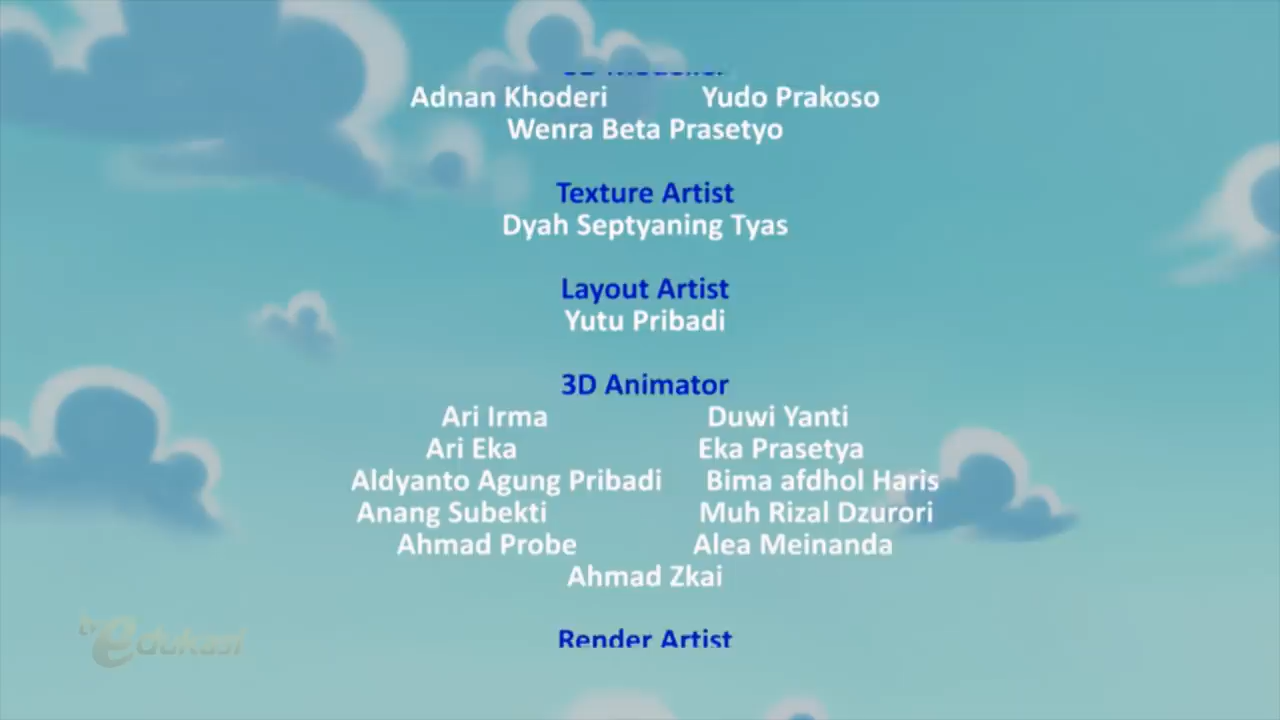 Adnan Khoderi Yudo Prakoso
Wenra Beta Prasetyo
Texture Artist
Dyah Septyaning Tyas
Layout Artist
Yutu Pribadi
3D Animator
Ari Irma Duwi Yanti
Ari Eka Eka Prasetya
Aldyanto Agung Pribadi Bima afdhol Haris
Anang Subekti Muh Rizal Dzurori
Ahmad Probe Alea Meinanda
Ahmad Zkai
Render Artist
tv edukasi